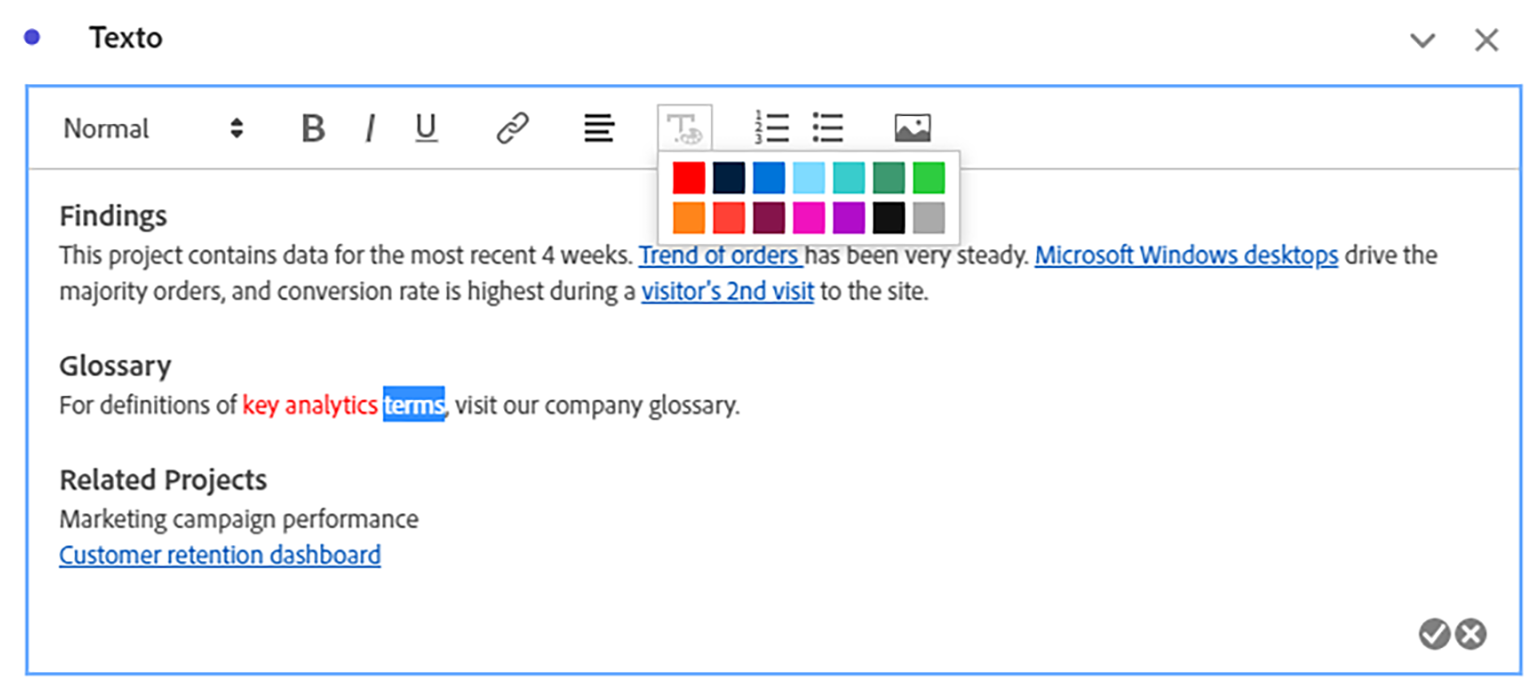 Texto
Normal B I U
Findings
This project contains data for the most recent 4 weeks. Trend of orders has been very steady. Microsoft Windows desktops drive the
majority orders, and conversion rate is highest during a visitor's 2nd visit to the site.
Glossary
For definitions of key analytics terms, visit our company glossary.
Related Projects
Marketing campaign performance
Customer retention dashboard